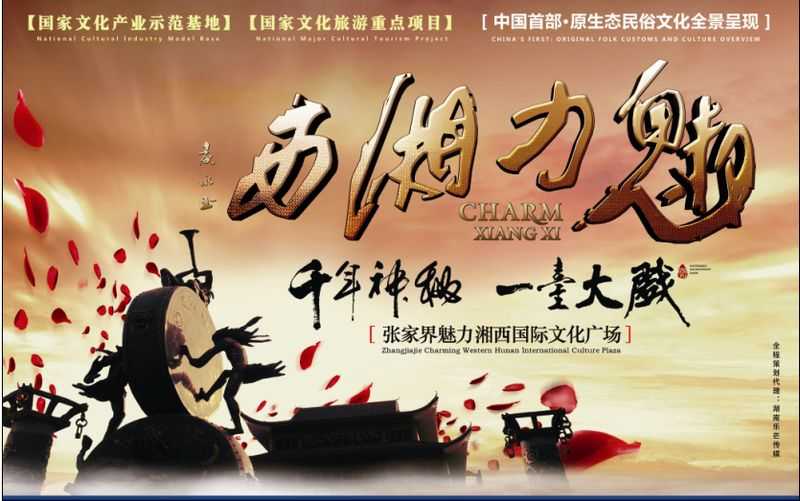 【国家文化产业示范基地】
National Cultural Industry Model Base
【国家文化旅游重点项目】
National Major Cultural Tourism Project
[ 中国首部·原生态民俗文化全景呈现 ]
CHINA'S FIRST: ORIGINAL FOLK CUSTOMS AND CULTURE OVERVIEW
西湘力魅
CHARM
XIANG XI
千年神秘 一台大戲
[ 张家界魅力湘西国际文化广场 ]
Zhangjiajie Charming Western Hunan International Culture Plaza
全程策划代理：湖南乐芒传媒